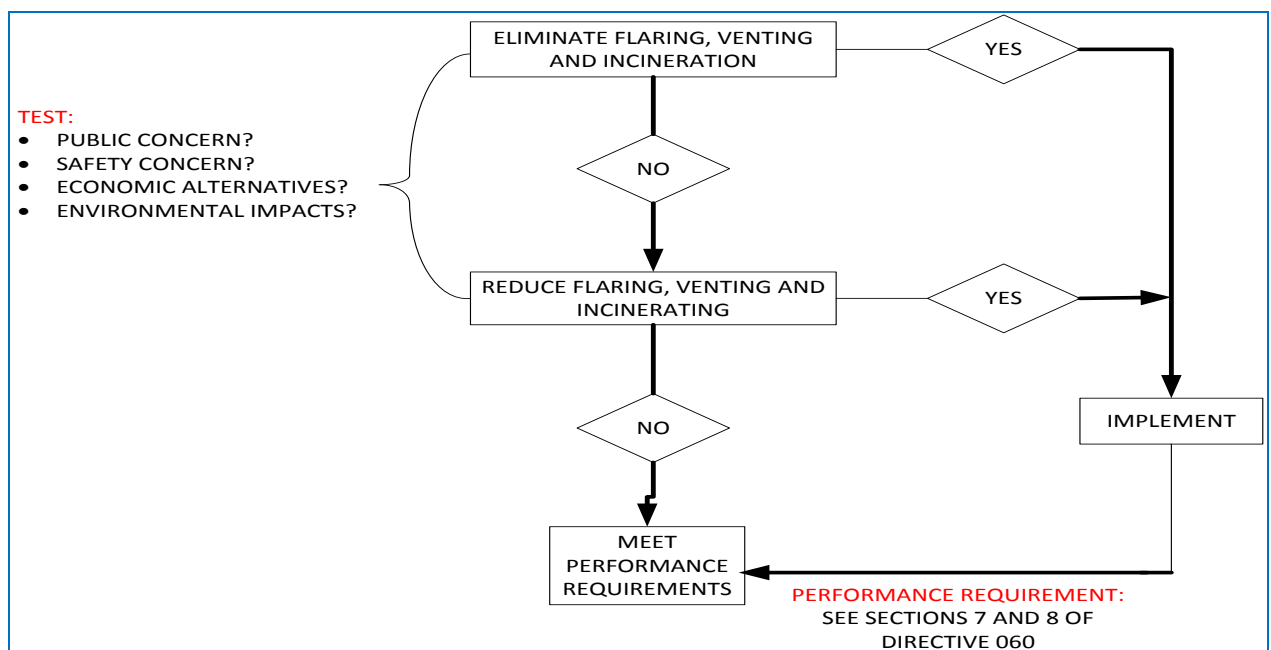 ELIMINATE FLARING, VENTING
AND INCINERATION
YES
TEST:
• PUBLIC CONCERN?
• SAFETY CONCERN?
• ECONOMIC ALTERNATIVES?
• ENVIRONMENTAL IMPACTS?
NO
REDUCE FLARING, VENTING AND
INCINERATING
YES
NO
IMPLEMENT
MEET
PERFORMANCE
REQUIREMENTS
PERFORMANCE REQUIREMENT:
SEE SECTIONS 7 AND 8 OF
DIRECTIVE 060